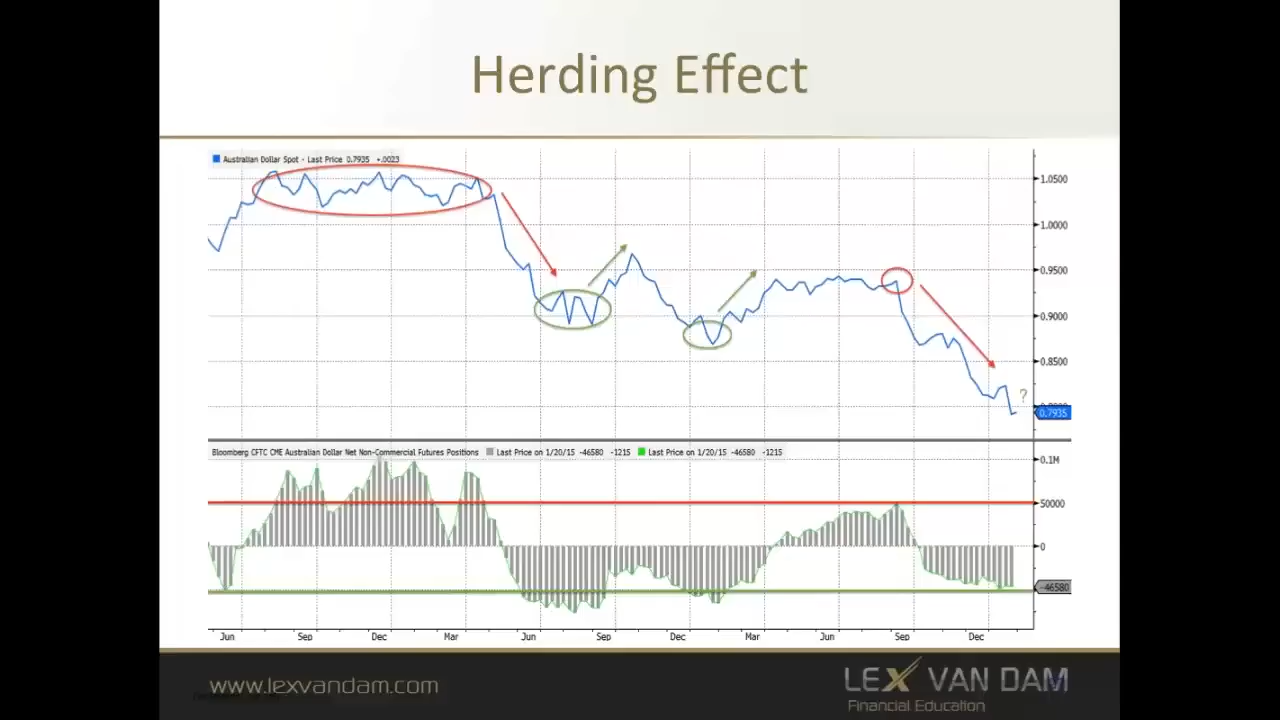 Herding Effect
Australian Dollar Spot - Last Price 0.7935 +.0023
1.0500
1.0000
0.9500
0.9000
0.8500
?
0.7935
Bloomberg CFTC CME Australian Dollar Net Non-Commercial Futures Positions Last Price on 1/20/15 -46580 -1215 Last Price on 1/20/15 -46580 -1215
0.1M
50000
0
-46580
Jun Sep Dec Mar Jun Sep Dec Mar Jun Sep Dec
www.lexvandam.com
LEX VAN DAM
Financial Education